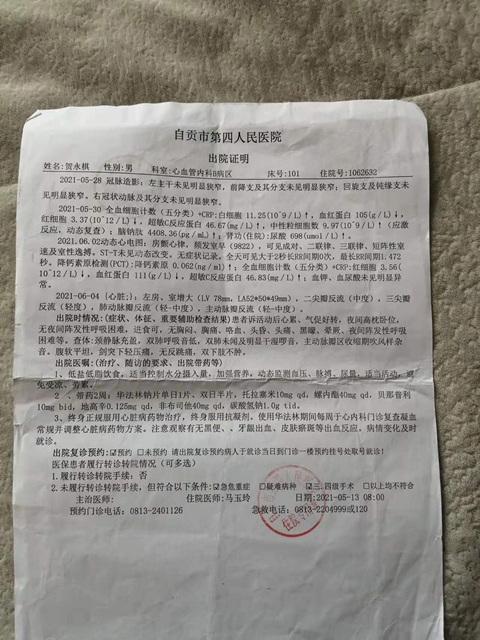 自贡市第四人民医院
出院证明
姓名:贺永棋 性别:男 科室:心血管内科B病区 床号:101 住院号:1062632
2021-05-28 冠脉造影:左主干未见明显狭窄,前降支及其分支未见明显狭窄;回旋支及钝缘支未
见明显狭窄,右冠状动脉及其分支未见明显狭窄。
2021-05-30 全血细胞计数(五分类)+CRP:白细胞 11.25(10^9/L)↑,血红蛋白 105(g/L)↓,
红细胞 3.37(10^12/L)↓,超敏C反应蛋白 46.67(mg/L)↑,中性粒细胞数 9.97(10^9/L)↑(应激
反应,动态复查);脑钠肽 4408.36(pg/mL)↑;肾功(住院):尿酸 698(umol/L)↑。
2021.06.02动态心电图:房颤心律,频发室早(9822),可见成对、二联律、三联律、矩阵性室
速及室性逸搏。ST-T未见动态改变。无症状记录。全天可见大于2秒长RR间期0次,最长RR间期1.472
秒。降钙素原检测(PCT):降钙素原 0.062(ng/ml)↑;全血细胞计数(五分类)+CRP:红细胞 3.56(
10^12/L)↓,血红蛋白 111(g/L)↓,超敏C反应蛋白 46.83(mg/L)↑;血钾、血尿酸未见明显异
常。
2021-06-04(心脏:):左房、室增大(LV 78mm,LA52*50*49mm),二尖瓣反流(中度),三尖瓣
反流(轻度)肺动脉瓣反流(轻-中度),主动脉瓣反流(轻-中度)。
出院时情况:(症状、体征、重要辅助检查结果)患者诉活动后心累、气促好转,夜间高枕卧位。
无夜间阵发性呼吸困难。进食可。无胸闷、胸痛、咯血、头昏、头痛、黑矇、晕厥、夜间阵发性呼吸
困难等。查体:颈静脉充盈,双肺呼吸音低,双肺未闻及明显干湿啰音,主动脉瓣区收缩期吹风样杂
音。腹软平坦,剑突下轻压痛,无反跳痛,双下肢不肿。
出院医嘱:(治疗、随访的要求、出院带药等)
1、低盐低脂饮食,适当控制水分摄入量,加强营养,动态监测血压、脉搏、尿量,适当活动,避
免受凉、劳累。
2、、带药2周:华法林钠片单日1片、双日半片,托拉塞米10mg qd,螺内酯40mg qd,贝那普利
10mg bid,地高辛0.125mg qd,非布司他40mg qd,碳酸氢钠1.0g tid。
3、终身正规服用心脏病药物治疗,终身服用抗凝剂。使用华法林期间每周于心内科门诊复查凝血
常规并调整心脏病药物方案。注意观察有无黑便、、牙龈出血、皮肤瘀斑等出血反应。病情变化及时
就诊。
出院复诊预约:☑预约 □未预约 请出院复诊预约病人于就诊当日到门诊一楼预约挂号处取号就诊!
医保患者履行转诊转院情况(可多选)
1.履行转诊转院手续:否
2.未履行转诊转院手续,但符合以下条件:☑急危重症 □疑难病种 ☑三、四级手术 □以上均不符合
主治医师: 住院医师:马玉玲 日期:2021-05-13 08:00
预约门诊电话:0813-2401126 急救电话:0813-2204999或120